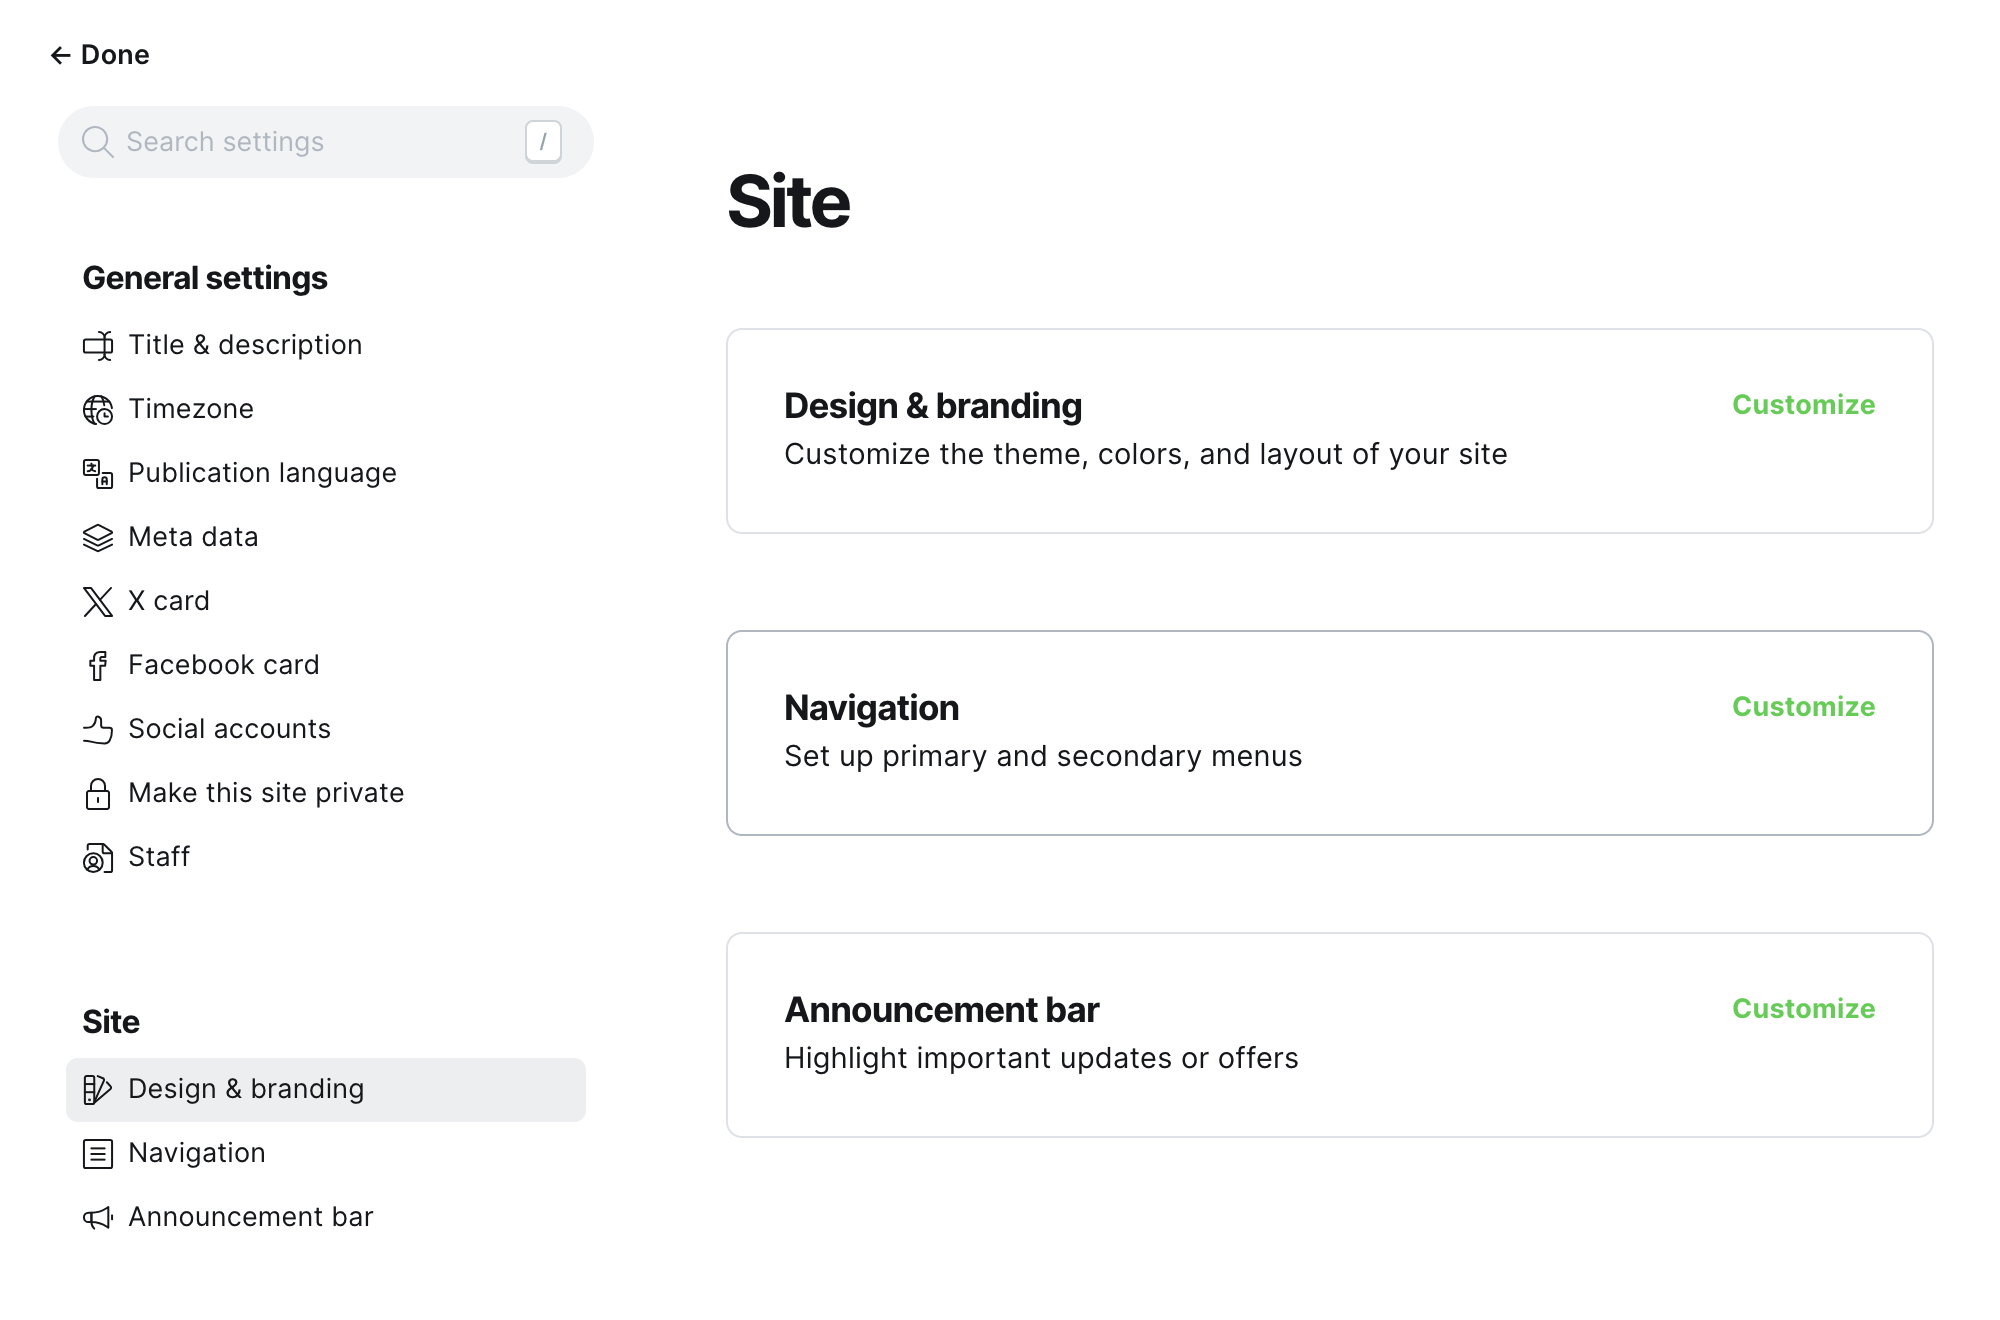 ← Done
Search settings /
General settings
Title & description
Timezone
Publication language
Meta data
X card
Facebook card
Social accounts
Make this site private
Staff
Site
Design & branding
Navigation
Announcement bar
Site
Design & branding
Customize
Customize the theme, colors, and layout of your site
Navigation
Customize
Set up primary and secondary menus
Announcement bar
Customize
Highlight important updates or offers